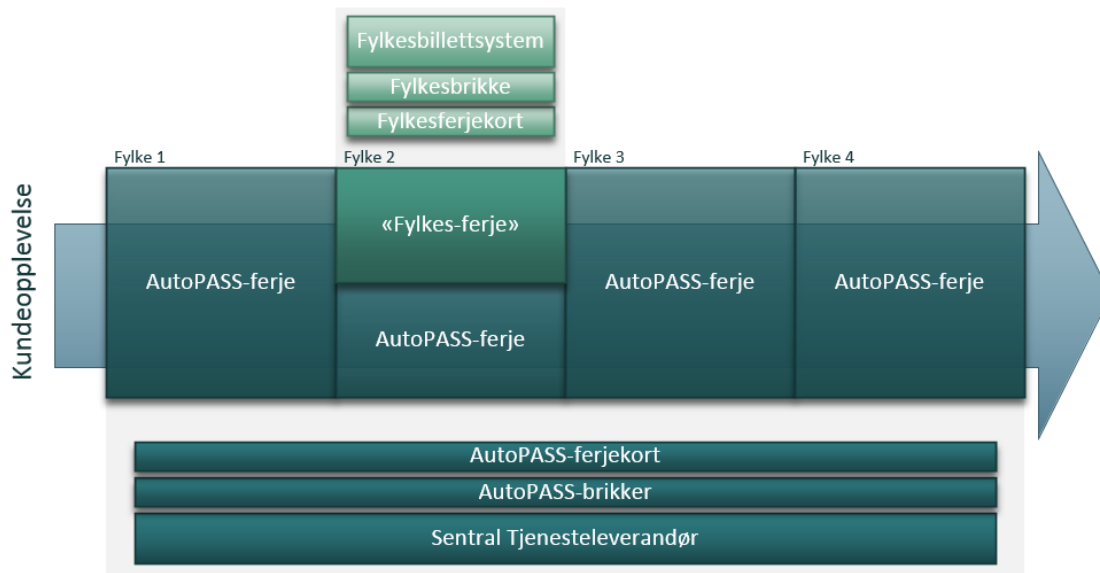 Fylkesbillettsystem
Fylkesbrikke
Fylkesferjekort
Fylke 1
Fylke 2
Fylke 3
Fylke 4
Kundeopplevelse
AutoPASS-ferje
«Fylkes-ferje»
AutoPASS-ferje
AutoPASS-ferje
AutoPASS-ferje
AutoPASS-ferjekort
AutoPASS-brikker
Sentral Tjenesteleverandør